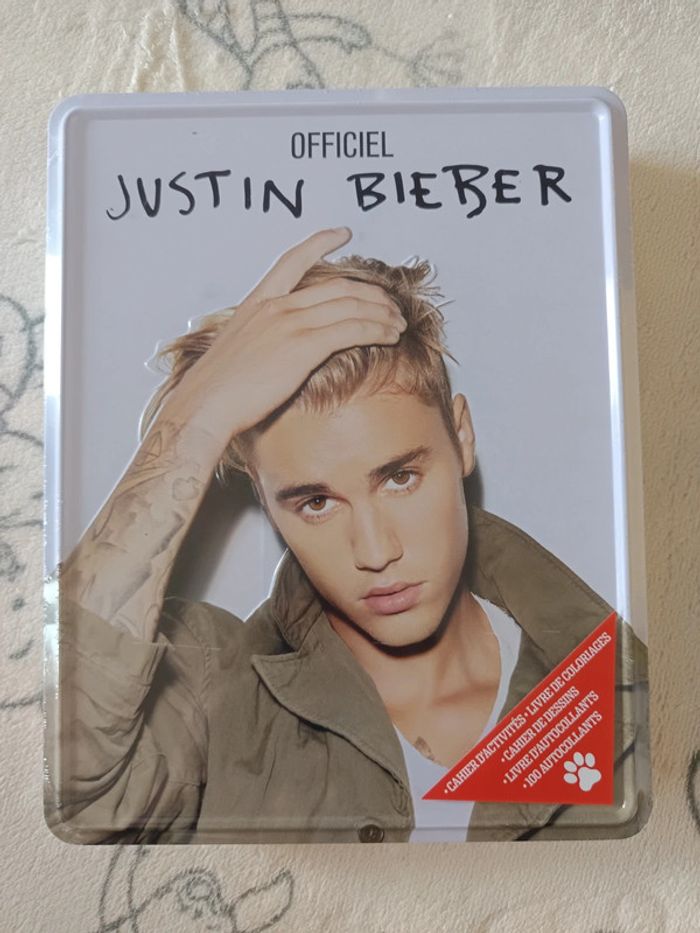 OFFICIEL
JUSTIN BIEBER
• CAHIER D'ACTIVITÉS • LIVRE DE COLORIAGES
• CAHIER DE DESSINS
• LIVRE D'AUTOCOLLANTS
• 100 AUTOCOLLANTS